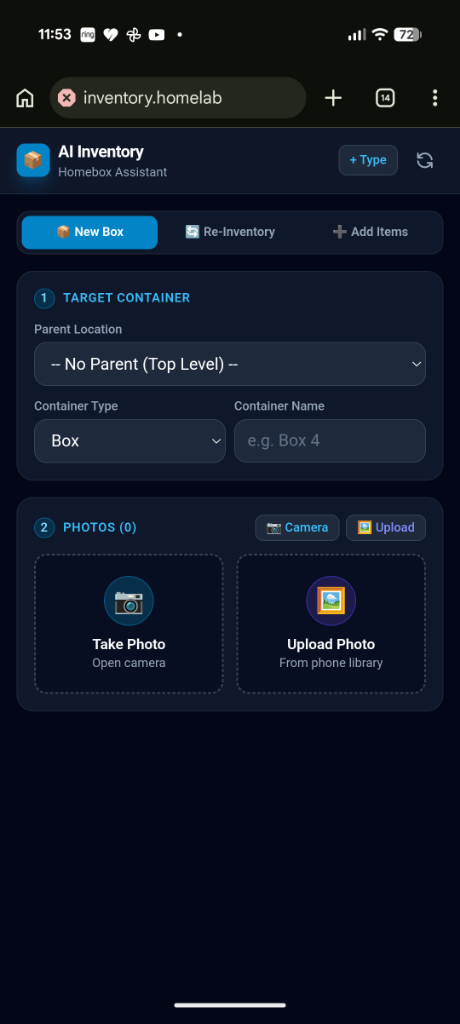 11:53 ring 72
inventory.homelab 14
AI Inventory
Homebox Assistant
+ Type
New Box Re-Inventory Add Items
1 TARGET CONTAINER
Parent Location
-- No Parent (Top Level) --
Container Type Container Name
Box e.g. Box 4
2 PHOTOS (0) Camera Upload
Take Photo Upload Photo
Open camera From phone library